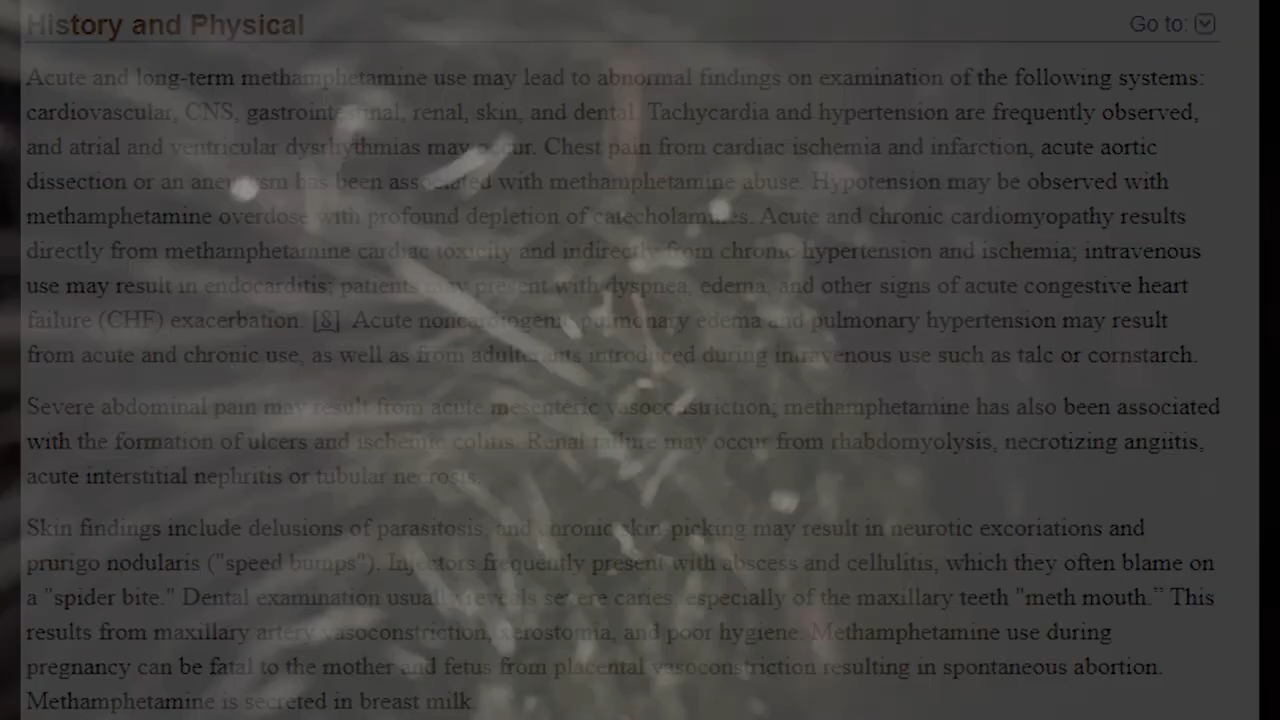 History and Physical
Go to:
Acute and long-term methamphetamine use may lead to abnormal findings on examination of the following systems:
cardiovascular, CNS, gastrointestinal, renal, skin, and dental. Tachycardia and hypertension are frequently observed,
and atrial and ventricular dysrhythmias may occur. Chest pain from cardiac ischemia and infarction, acute aortic
dissection or an aneurysm has been associated with methamphetamine abuse. Hypotension may be observed with
methamphetamine overdose with profound depletion of catecholamines. Acute and chronic cardiomyopathy results
directly from methamphetamine cardiac toxicity and indirectly from chronic hypertension and ischemia; intravenous
use may result in endocarditis; patients may present with dyspnea, edema, and other signs of acute congestive heart
failure (CHF) exacerbation. [8]  Acute noncardiogenic pulmonary edema and pulmonary hypertension may result
from acute and chronic use, as well as from adulterants introduced during intravenous use such as talc or cornstarch.
Severe abdominal pain may result from acute mesenteric vasoconstriction; methamphetamine has also been associated
with the formation of ulcers and ischemic colitis. Renal failure may occur from rhabdomyolysis, necrotizing angiitis,
acute interstitial nephritis or tubular necrosis.
Skin findings include delusions of parasitosis, and chronic skin-picking may result in neurotic excoriations and
prurigo nodularis ("speed bumps"). Injectors frequently present with abscess and cellulitis, which they often blame on
a "spider bite." Dental examination usually reveals severe caries, especially of the maxillary teeth "meth mouth.” This
results from maxillary artery vasoconstriction, xerostomia, and poor hygiene. Methamphetamine use during
pregnancy can be fatal to the mother and fetus from placental vasoconstriction resulting in spontaneous abortion.
Methamphetamine is secreted in breast milk.